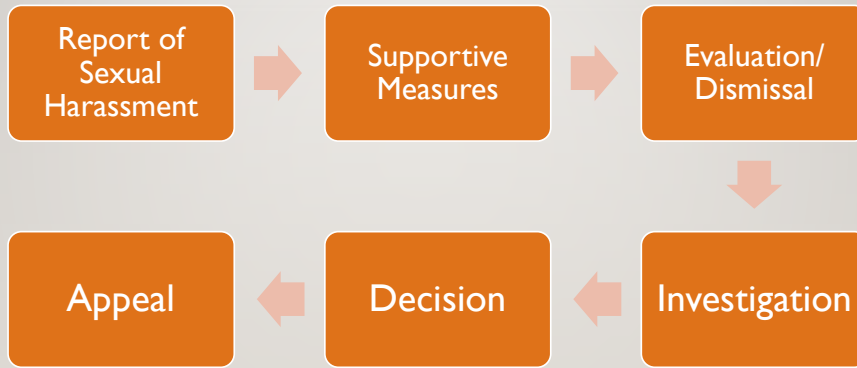 Report of
Sexual
Harassment
Supportive
Measures
Evaluation/
Dismissal
Investigation
Decision
Appeal